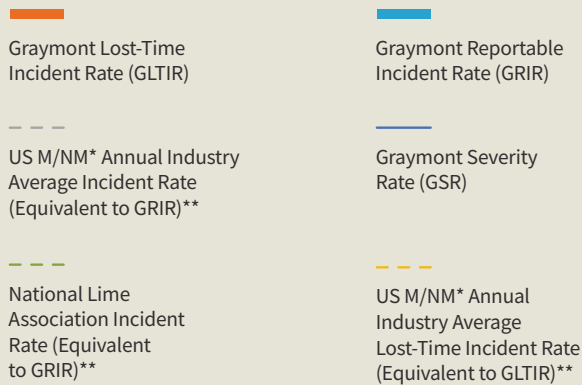 Graymont Lost-Time
Incident Rate (GLTIR)
Graymont Reportable
Incident Rate (GRIR)
US M/NM* Annual Industry
Average Incident Rate
(Equivalent to GRIR)**
Graymont Severity
Rate (GSR)
National Lime
Association Incident
Rate (Equivalent
to GRIR)**
US M/NM* Annual
Industry Average
Lost-Time Incident Rate
(Equivalent to GLTIR)**